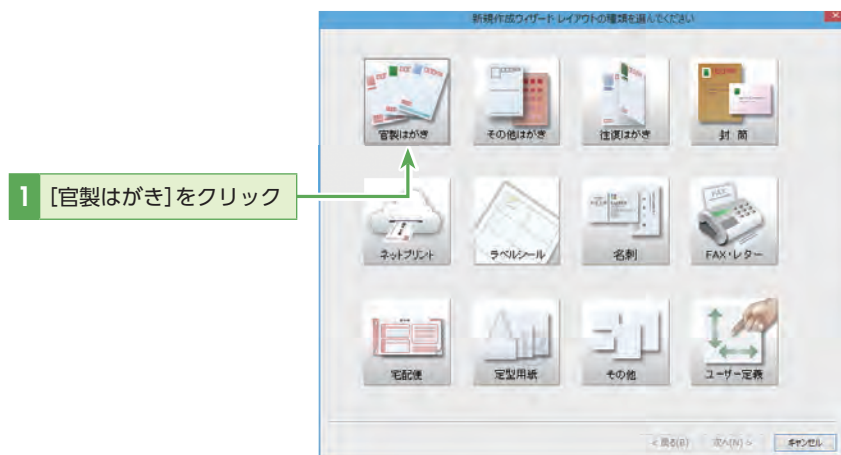 新規作成ウィザード レイアウトの種類を選んでください
官製はがき
その他はがき
往復はがき
封 筒
1 [官製はがき]をクリック
ネットプリント
ラベルシール
名刺
FAX・レター
FAX
宅配便
定型用紙
その他
ユーザー定義
< 戻る(B)
次へ(N) >
キャンセル